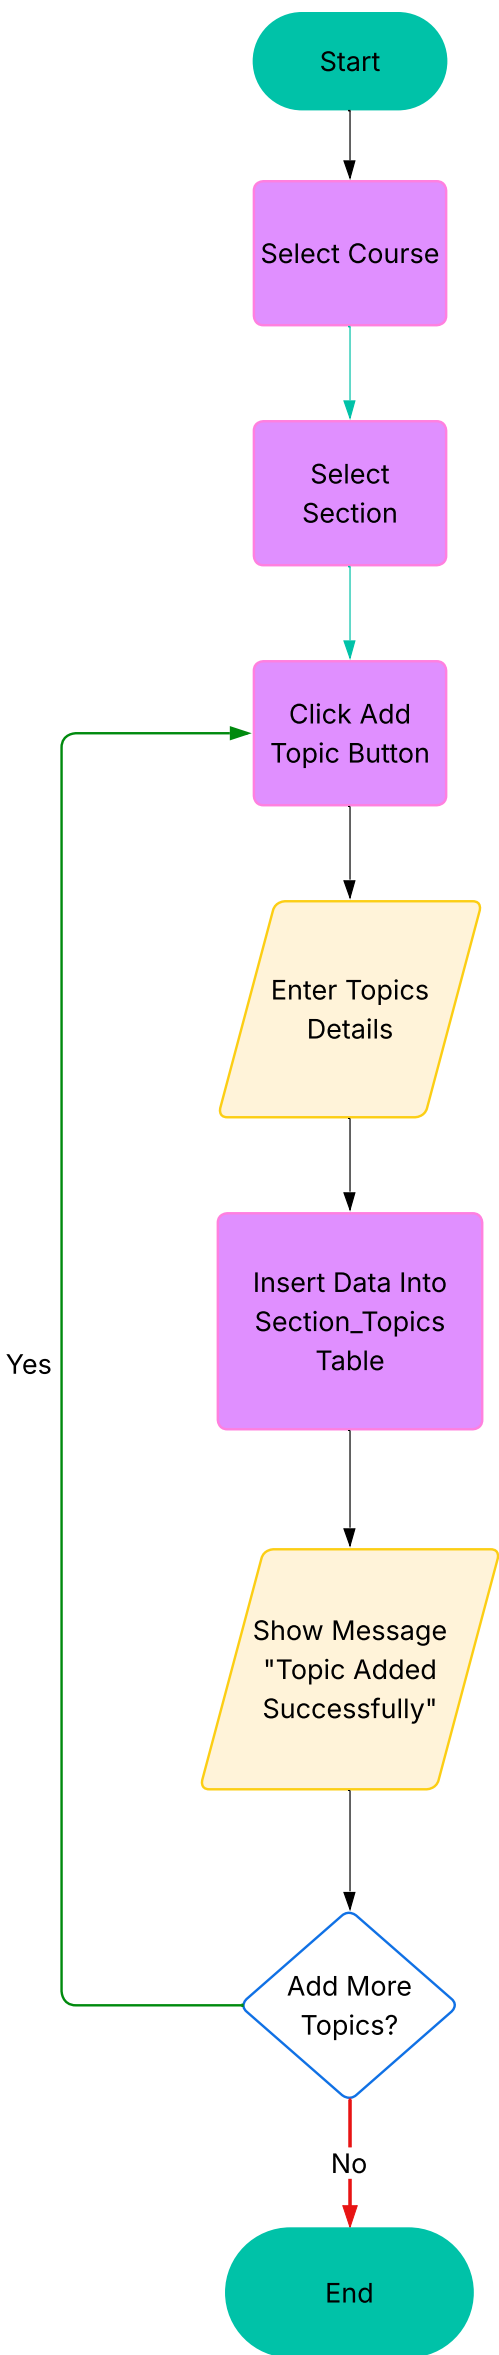 Start
Select Course
Select
Section
Click Add
Topic Button
Enter Topics
Details
Insert Data Into
Section_Topics
Table
Yes
Show Message
"Topic Added
Successfully"
Add More
Topics?
No
End